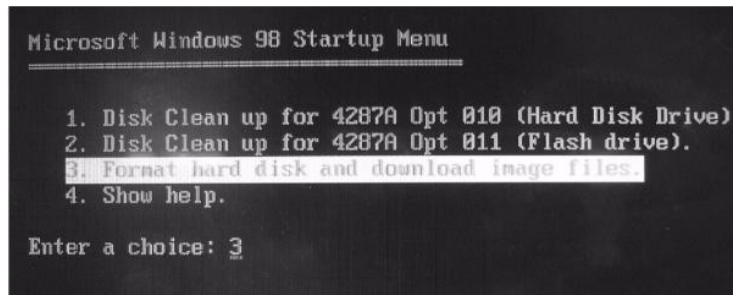 Microsoft Windows 98 Startup Menu
1. Disk Clean up for 4287A Opt 010 (Hard Disk Drive)
2. Disk Clean up for 4287A Opt 011 (Flash drive).
3. Format hard disk and download image files.
4. Show help.
Enter a choice: 3